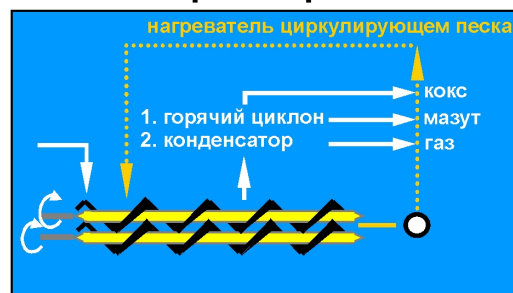 нагреватель циркулирующем песка
кокс
1. горячий циклон
мазут
2. конденсатор
газ